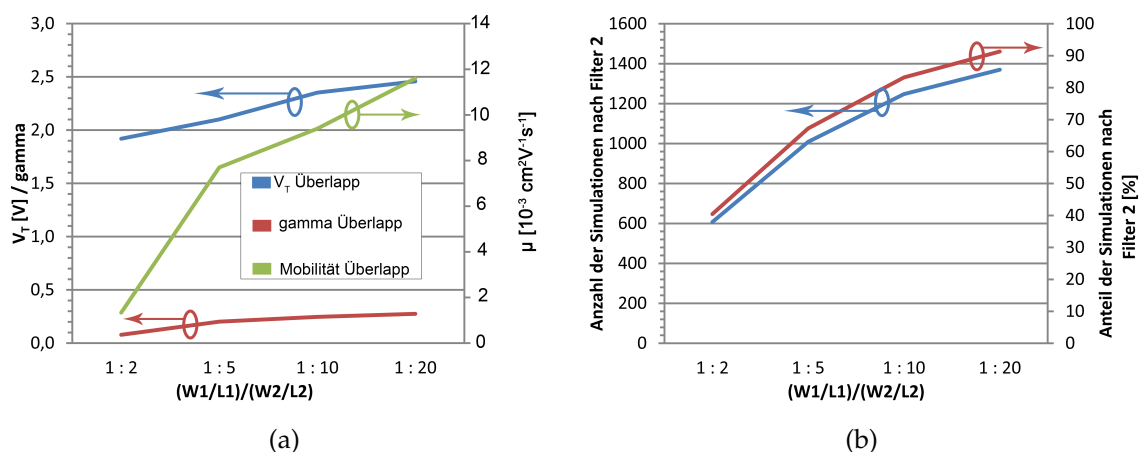 3,0
2,5
2,0
1,5
1,0
0,5
0,0
V_T [V] / gamma
14
12
10
8
6
4
2
0
µ [10⁻³ cm²V⁻¹s⁻¹]
V_T Überlapp
gamma Überlapp
Mobilität Überlapp
1 : 2
1 : 5
1 : 10
1 : 20
(W1/L1)/(W2/L2)
(a)
1600
1400
1200
1000
800
600
400
200
0
Anzahl der Simulationen nach Filter 2
100
90
80
70
60
50
40
30
20
10
0
Anteil der Simulationen nach
Filter 2 [%]
1 : 2
1 : 5
1 : 10
1 : 20
(W1/L1)/(W2/L2)
(b)